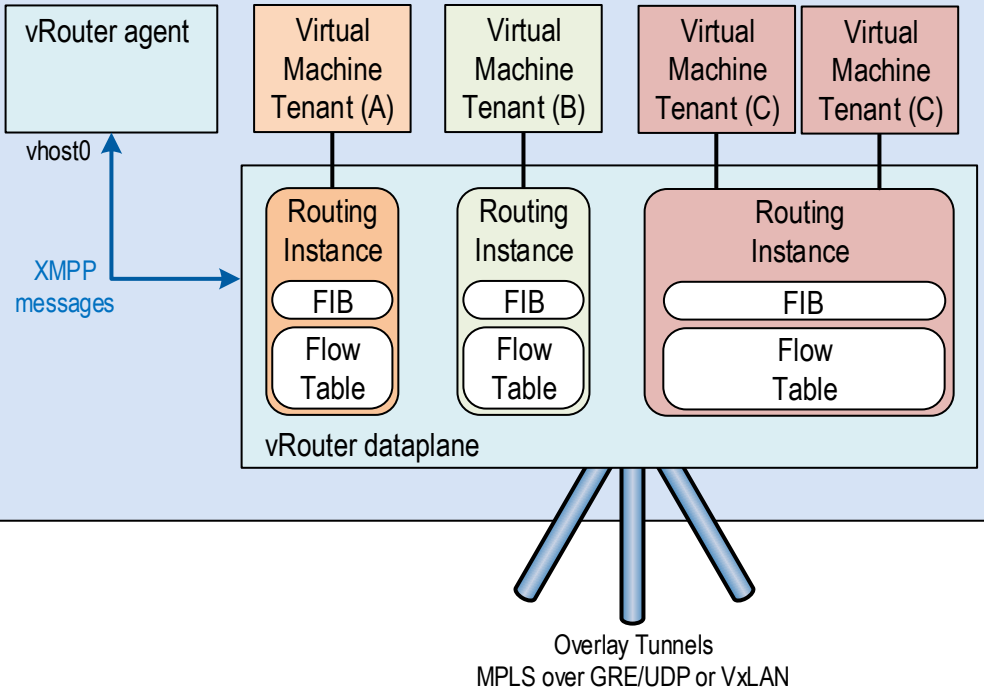 vRouter agent
Virtual
Machine
Tenant (A)
Virtual
Machine
Tenant (B)
Virtual
Machine
Tenant (C)
Virtual
Machine
Tenant (C)
vhost0
XMPP
messages
Routing
Instance
FIB
Flow
Table
Routing
Instance
FIB
Flow
Table
Routing
Instance
FIB
Flow
Table
vRouter dataplane
Overlay Tunnels
MPLS over GRE/UDP or VxLAN